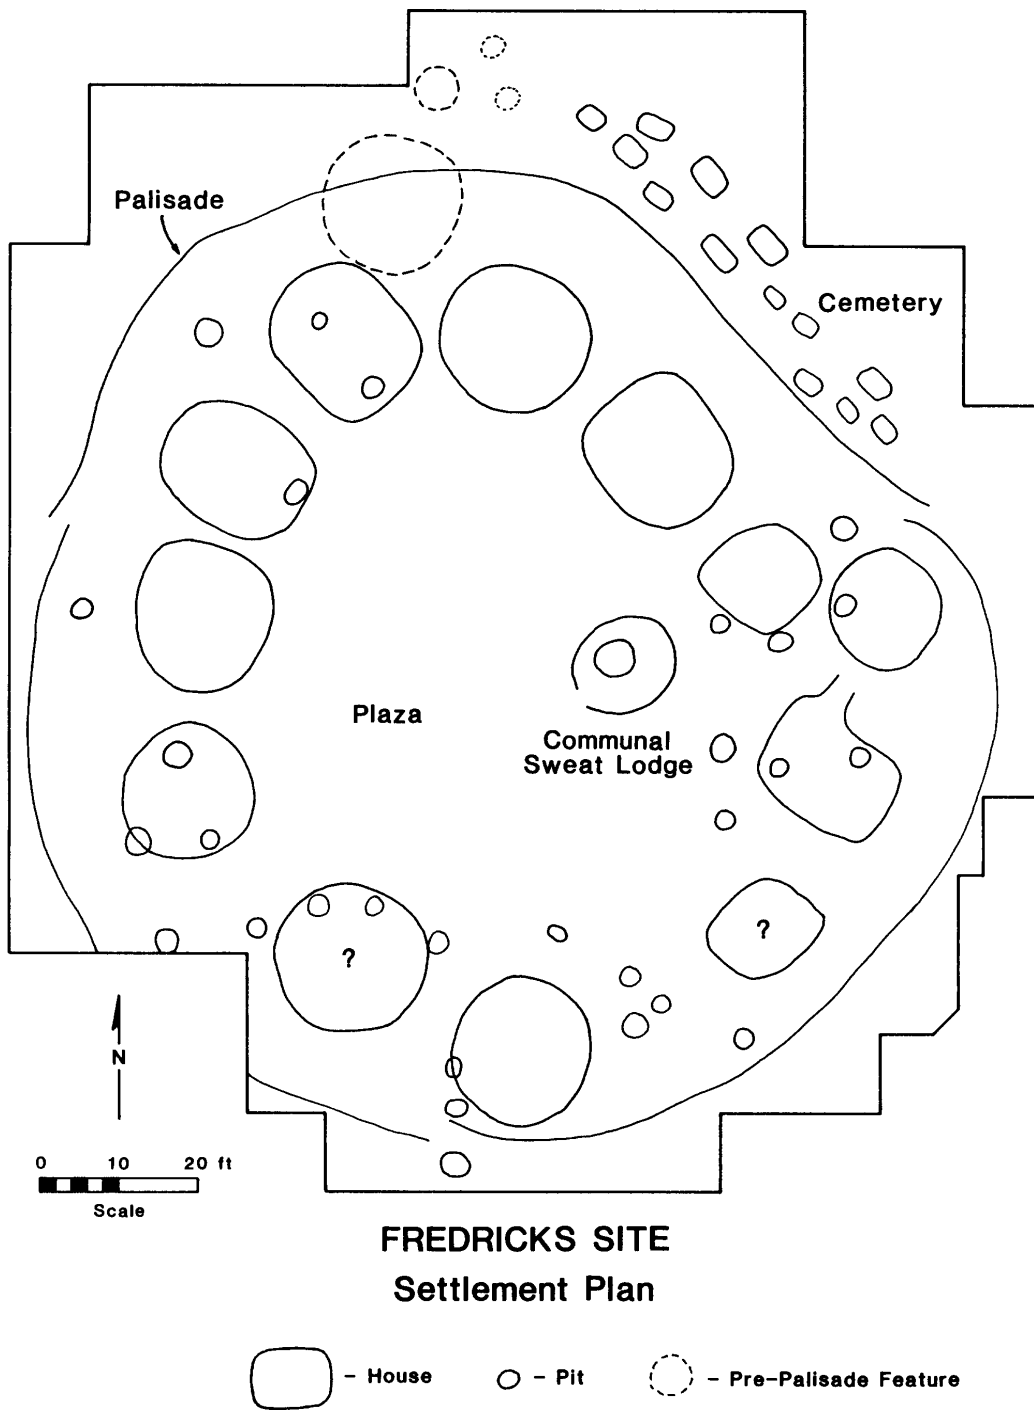 Palisade
Cemetery
Plaza
Communal
Sweat Lodge
?
?
N
0 10 20 ft
Scale
FREDRICKS SITE
Settlement Plan
- House
- Pit
- Pre-Palisade Feature